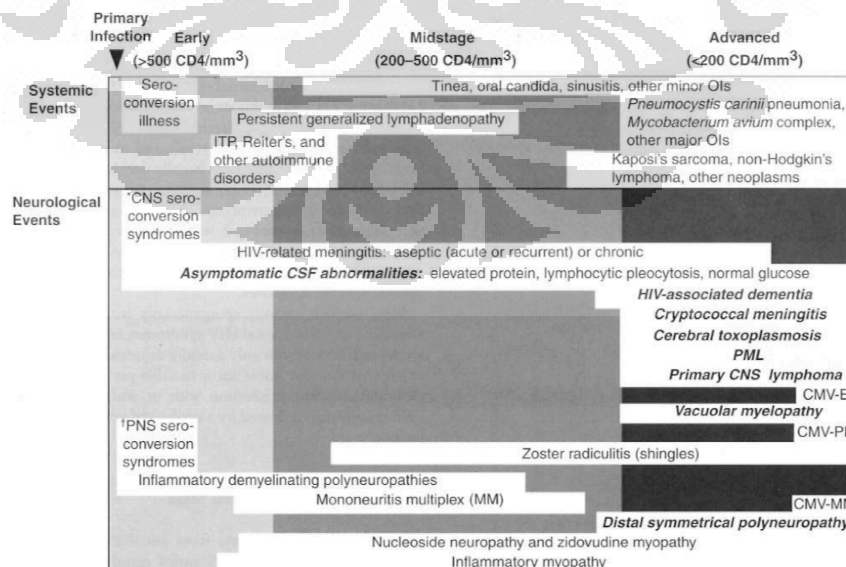 Primary
Infection
Early
(>500 CD4/mm3)
Midstage
(200–500 CD4/mm3)
Advanced
(<200 CD4/mm3)
Systemic
Events
Sero-
conversion
illness
Tinea, oral candida, sinusitis, other minor OIs
Persistent generalized lymphadenopathy
Pneumocystis carinii pneumonia,
Mycobacterium avium complex,
other major OIs
ITP, Reiter's, and
other autoimmune
disorders
Kaposi's sarcoma, non-Hodgkin's
lymphoma, other neoplasms
Neurological
Events
*CNS sero-
conversion
syndromes
HIV-related meningitis: aseptic (acute or recurrent) or chronic
Asymptomatic CSF abnormalities: elevated protein, lymphocytic pleocytosis, normal glucose
HIV-associated dementia
Cryptococcal meningitis
Cerebral toxoplasmosis
PML
Primary CNS lymphoma
CMV-E
Vacuolar myelopathy
†PNS sero-
conversion
syndromes
CMV-P
Zoster radiculitis (shingles)
Inflammatory demyelinating polyneuropathies
Mononeuritis multiplex (MM)
CMV-MM
Distal symmetrical polyneuropathy
Nucleoside neuropathy and zidovudine myopathy
Inflammatory myopathy